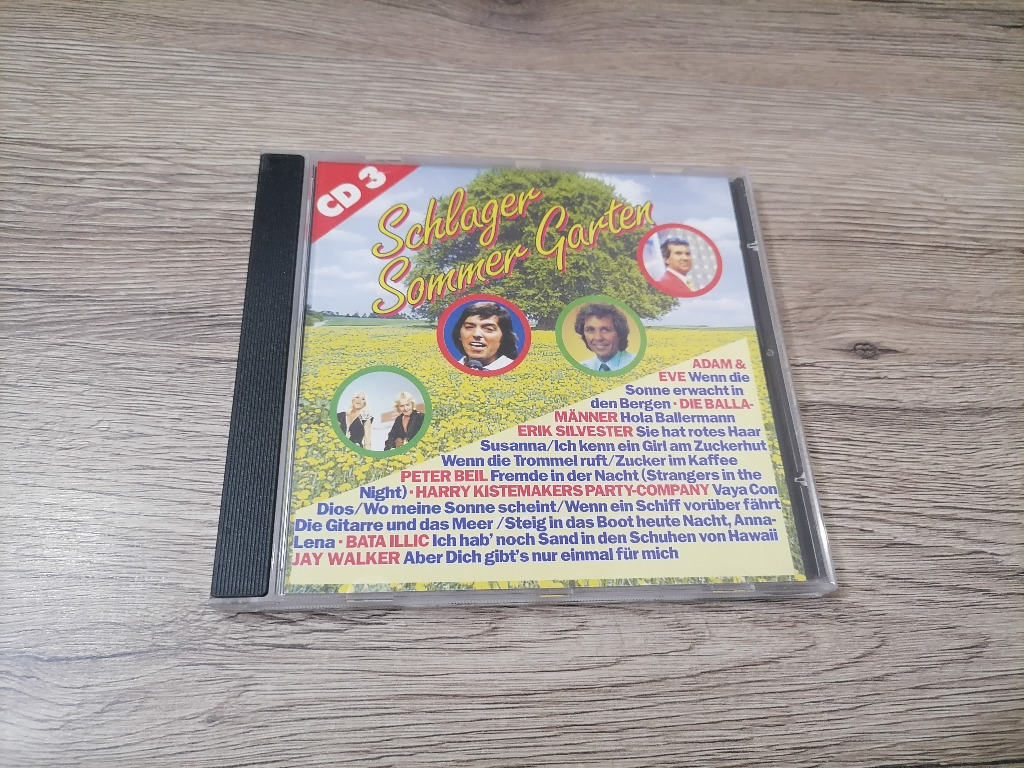 CD 3
Schlager
Sommer Garten
ADAM &
EVE Wenn die
Sonne erwacht in
den Bergen · DIE BALLA-
MÄNNER Hola Ballermann
ERIK SILVESTER Sie hat rotes Haar
Susanna/Ich kenn ein Girl am Zuckerhut
Wenn die Trommel ruft/Zucker im Kaffee
PETER BEIL Fremde in der Nacht (Strangers in the
Night) · HARRY KISTEMAKERS PARTY-COMPANY Vaya Con
Dios/Wo meine Sonne scheint/Wenn ein Schiff vorüber fährt
Die Gitarre und das Meer/Steig in das Boot heute Nacht, Anna-
Lena · BATA ILLIC Ich hab' noch Sand in den Schuhen von Hawaii
JAY WALKER Aber Dich gibt's nur einmal für mich